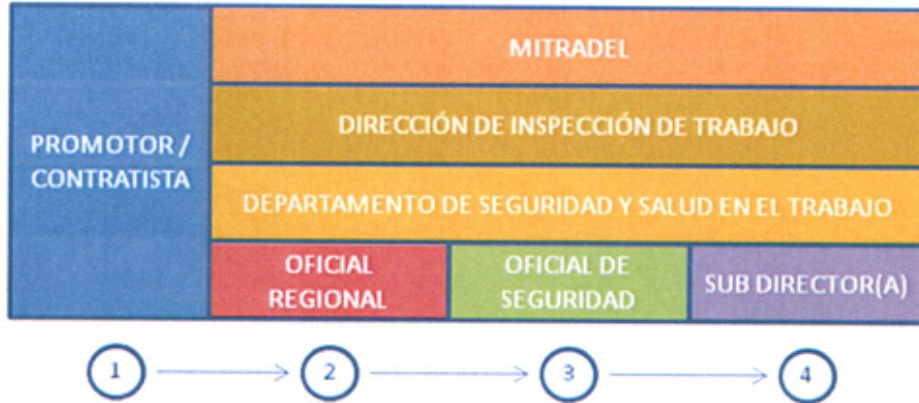 PROMOTOR /
CONTRATISTA
MITRADEL
DIRECCIÓN DE INSPECCIÓN DE TRABAJO
DEPARTAMENTO DE SEGURIDAD Y SALUD EN EL TRABAJO
OFICIAL
REGIONAL
OFICIAL DE
SEGURIDAD
SUB DIRECTOR(A)
1
2
3
4